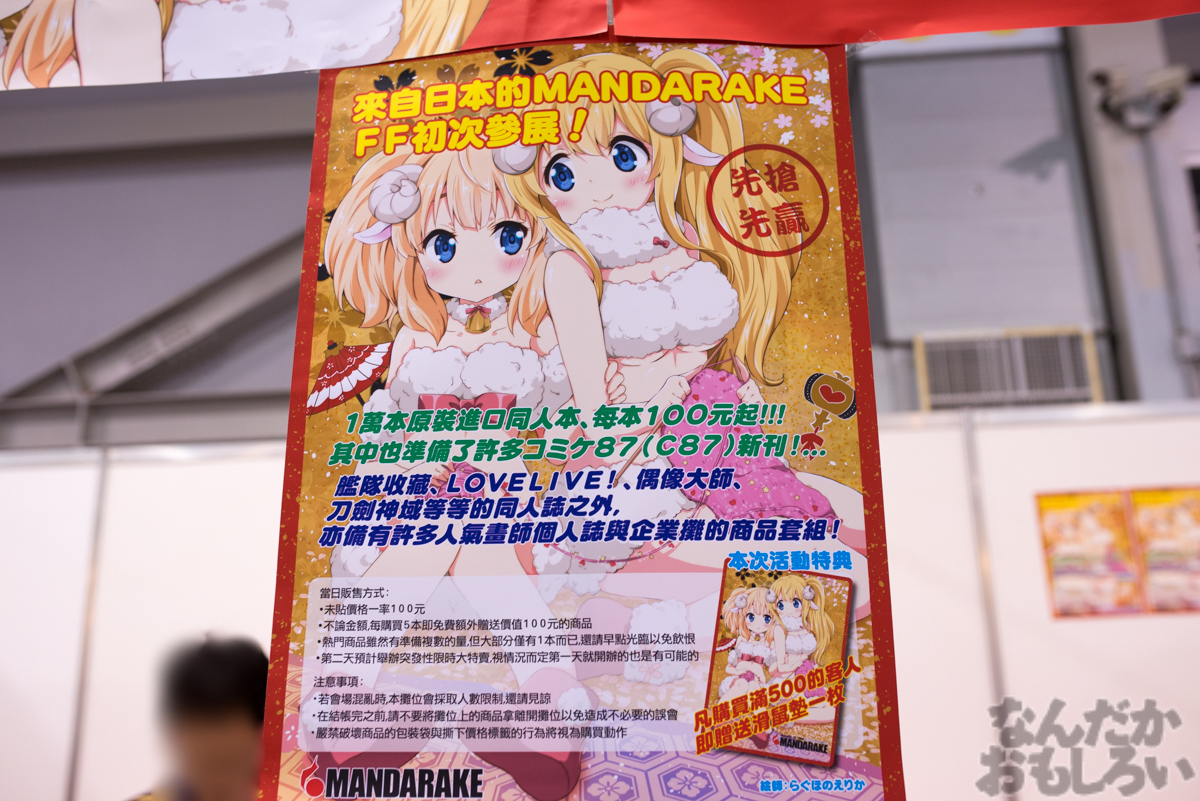 來自日本的MANDARAKE
FF初次參展！
先搶
先贏
1萬本原裝進口同人本、每本100元起!!!
其中也準備了許多コミケ87(C87)新刊！...
艦隊收藏、LOVELIVE！、偶像大師、
刀劍神域等等的同人誌之外,
亦備有許多人氣畫師個人誌與企業攤的商品套組！
本次活動特典
當日販售方式：
•未貼價格一率100元
•不論金額,每購買5本即免費額外贈送價值100元的商品
•熱門商品雖然有準備複數的量,但大部分僅有1本而已,還請早點光臨以免飲恨
•第二天預計舉辦突發性限時大特賣,視情況而定第一天就開辦的也是有可能的
注意事項：
•若會場混亂時,本攤位會採取人數限制,還請見諒
•在結帳完之前,請不要將攤位上的商品拿離開攤位以免造成不必要的誤會
•嚴禁破壞商品的包裝袋與撕下價格標籤的行為將視為購買動作
凡購買滿500的客人
即贈送滑鼠墊一枚
MANDARAKE
MANDARAKE
絵師：らぐほのえりか
なんだか
おもしろい